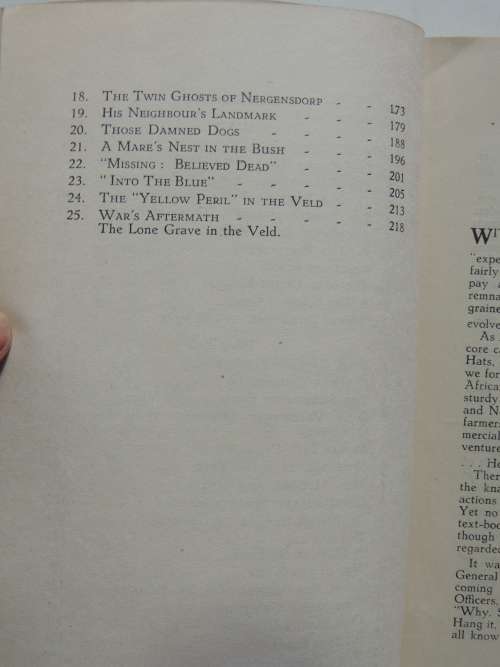 18. The Twin Ghosts of Nergensdorp - - 173
19. His Neighbour's Landmark - - - 179
20. Those Damned Dogs - - - - 188
21. A Mare's Nest in the Bush - - - 196
22. "Missing : Believed Dead" - - - 201
23. "Into The Blue" - - - - - 205
24. The "Yellow Peril" in the Veld - - - 213
25. War's Aftermath - - - - - 218
The Lone Grave in the Veld.
"expe
fairly
pay
remna
graine
evolve
As
core c
Hats,
we for
Africa
sturdy
and N
farmer
mercial
venture
. . . He
Ther
the kna
actions
Yet no
text-boo
though
regarded
It wa
General
coming
Officers,
"Why. S
Hang it,
all know